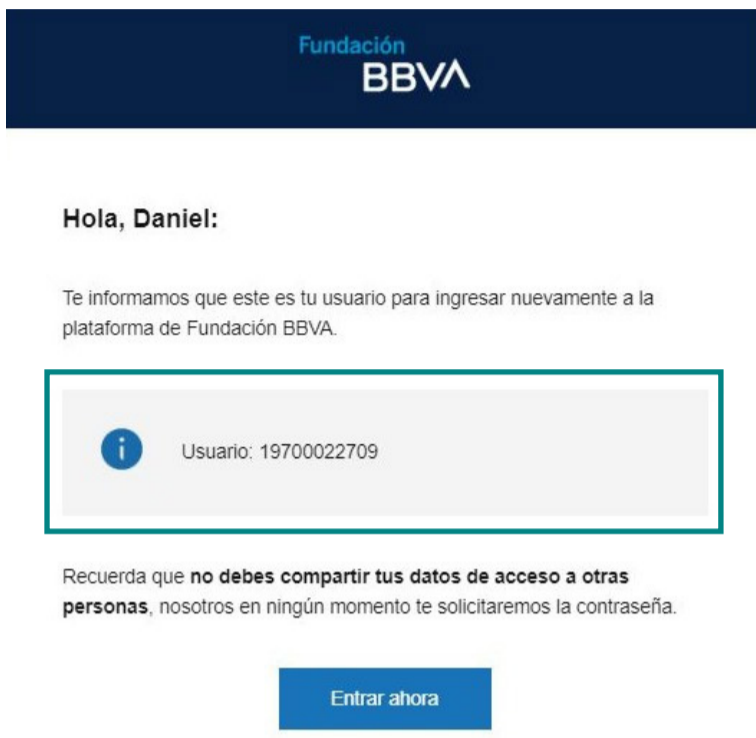 Fundación
BBVA
Hola, Daniel:
Te informamos que este es tu usuario para ingresar nuevamente a la
plataforma de Fundación BBVA.
i
Usuario: 19700022709
Recuerda que no debes compartir tus datos de acceso a otras
personas, nosotros en ningún momento te solicitaremos la contraseña.
Entrar ahora